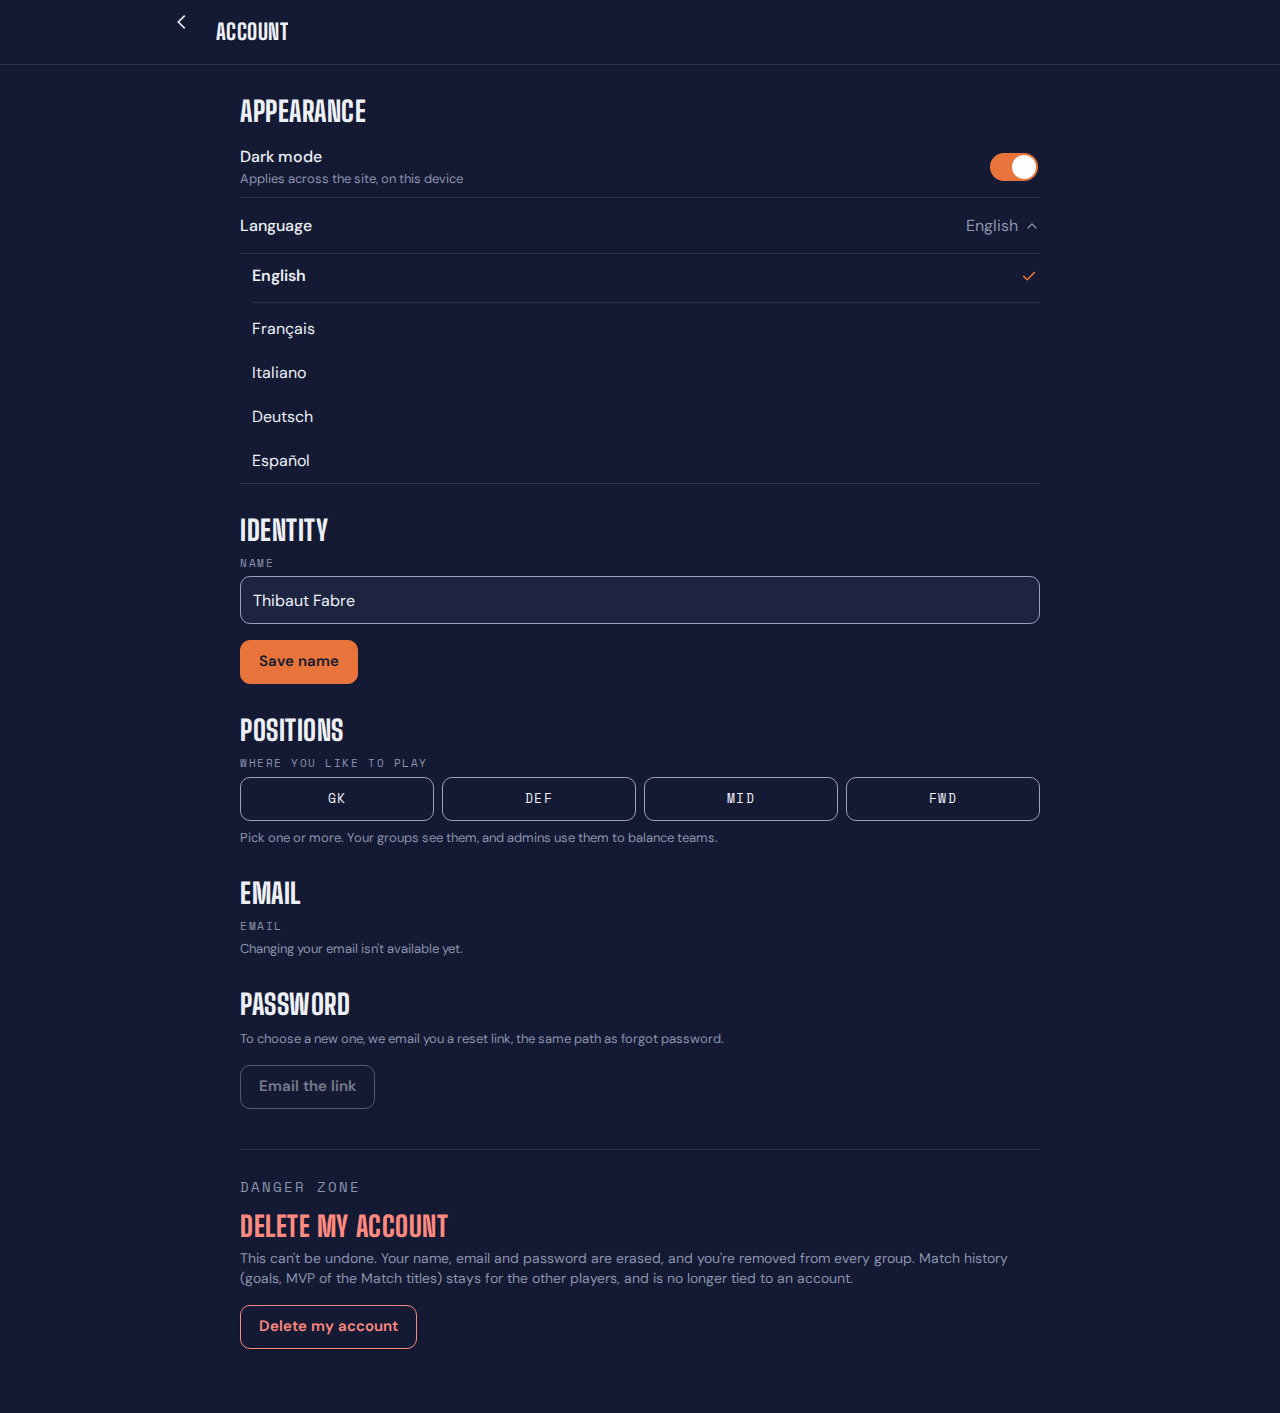 ACCOUNT
APPEARANCE
Dark mode
Applies across the site, on this device
Language
English
English
Français
Italiano
Deutsch
Español
IDENTITY
NAME
Thibaut Fabre
Save name
POSITIONS
WHERE YOU LIKE TO PLAY
GK DEF MID FWD
Pick one or more. Your groups see them, and admins use them to balance teams.
EMAIL
EMAIL
Changing your email isn't available yet.
PASSWORD
To choose a new one, we email you a reset link, the same path as forgot password.
Email the link
DANGER ZONE
DELETE MY ACCOUNT
This can't be undone. Your name, email and password are erased, and you're removed from every group. Match history
(goals, MVP of the Match titles) stays for the other players, and is no longer tied to an account.
Delete my account